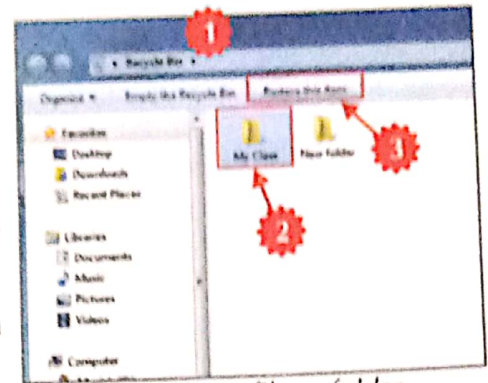 1
Recycle Bin
Organize Empty the Recycle Bin Restore this item
3
Favorites
Desktop
Downloads
Recent Places
My Class New folder
2
Libraries
Documents
Music
Pictures
Videos
Computer